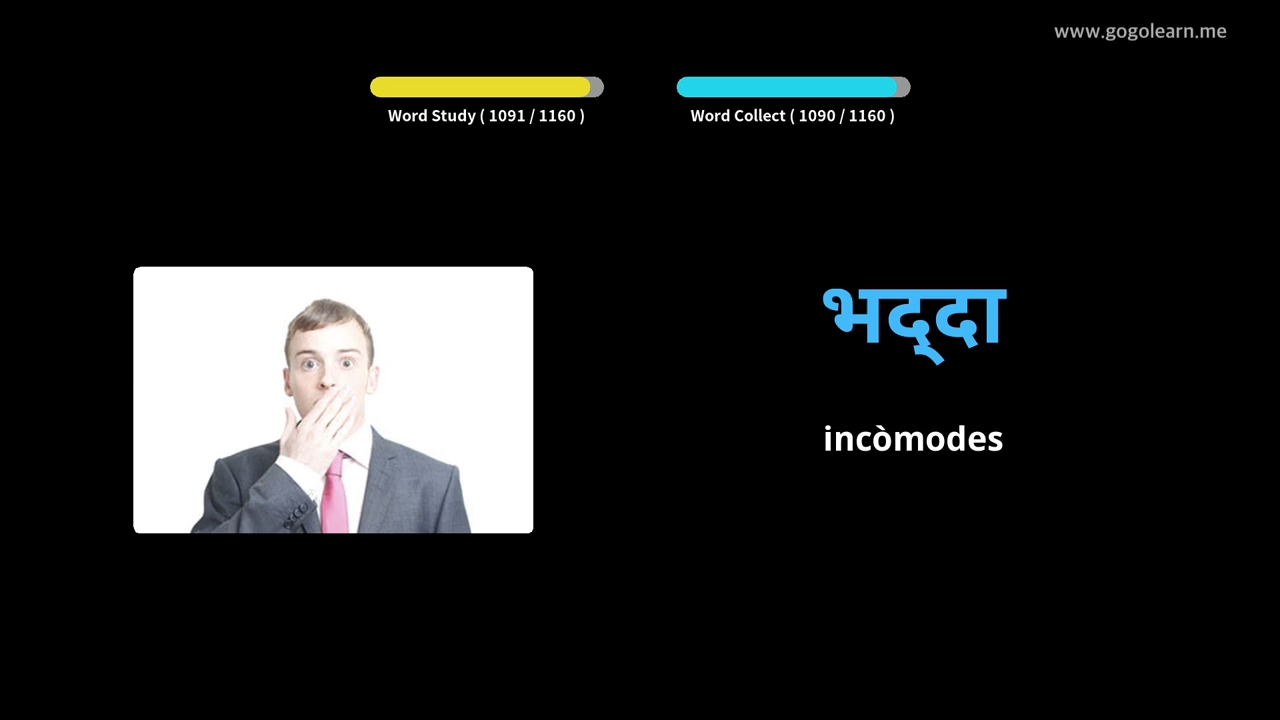 www.gogolearn.me
Word Study ( 1091 / 1160 )
Word Collect ( 1090 / 1160 )
भद्‌दा
incòmodes